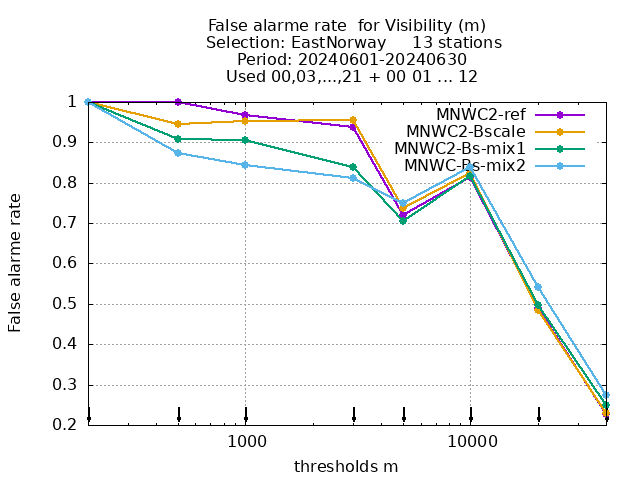 False alarme rate  for Visibility (m)
Selection: EastNorway     13 stations
Period: 20240601-20240630
Used 00,03,...,21 + 00 01 ... 12
MNWC2-ref
MNWC2-Bscale
MNWC2-Bs-mix1
MNWC-Bs-mix2
1
0.9
0.8
0.7
0.6
0.5
0.4
0.3
0.2
False alarme rate
1000 10000
thresholds m